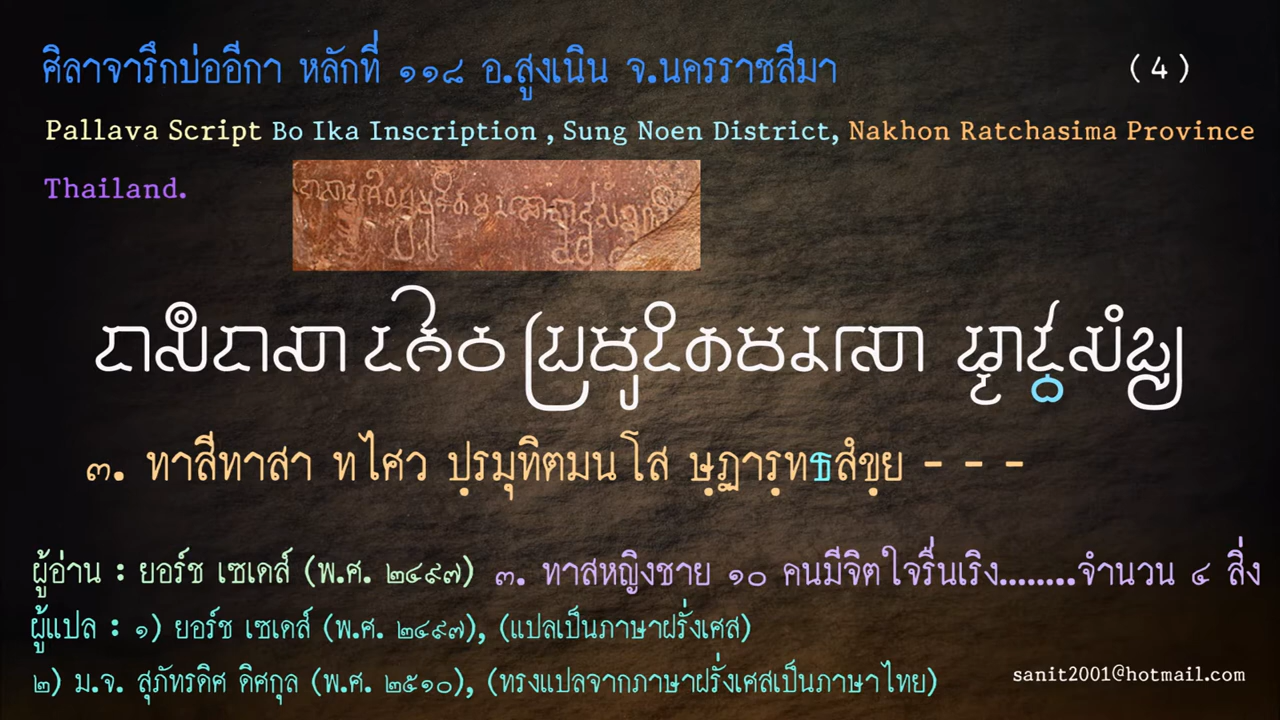 ศิลาจารึกบ่ออีกา หลักที่ ๑๑๘ อ.สูงเนิน จ.นครราชสีมา (4)
Pallava Script Bo Ika Inscription , Sung Noen District, Nakhon Ratchasima Province
Thailand.
๓. ทาสีทาสา ทไศว ปฺรมุทิตมนโส ษฺฏารฺทธสํขฺย - - -
ผู้อ่าน : ยอร์ช เซเดส์ (พ.ศ. ๒๔๙๗) ๓. ทาสหญิงชาย ๑๐ คนมีจิตใจรื่นเริง........จำนวน ๔ สิ่ง
ผู้แปล : ๑) ยอร์ช เซเดส์ (พ.ศ. ๒๔๙๗), (แปลเป็นภาษาฝรั่งเศส)
๒) ม.จ. สุภัทรดิศ ดิศกุล (พ.ศ. ๒๕๑๐), (ทรงแปลจากภาษาฝรั่งเศสเป็นภาษาไทย)
sanit2001@hotmail.com